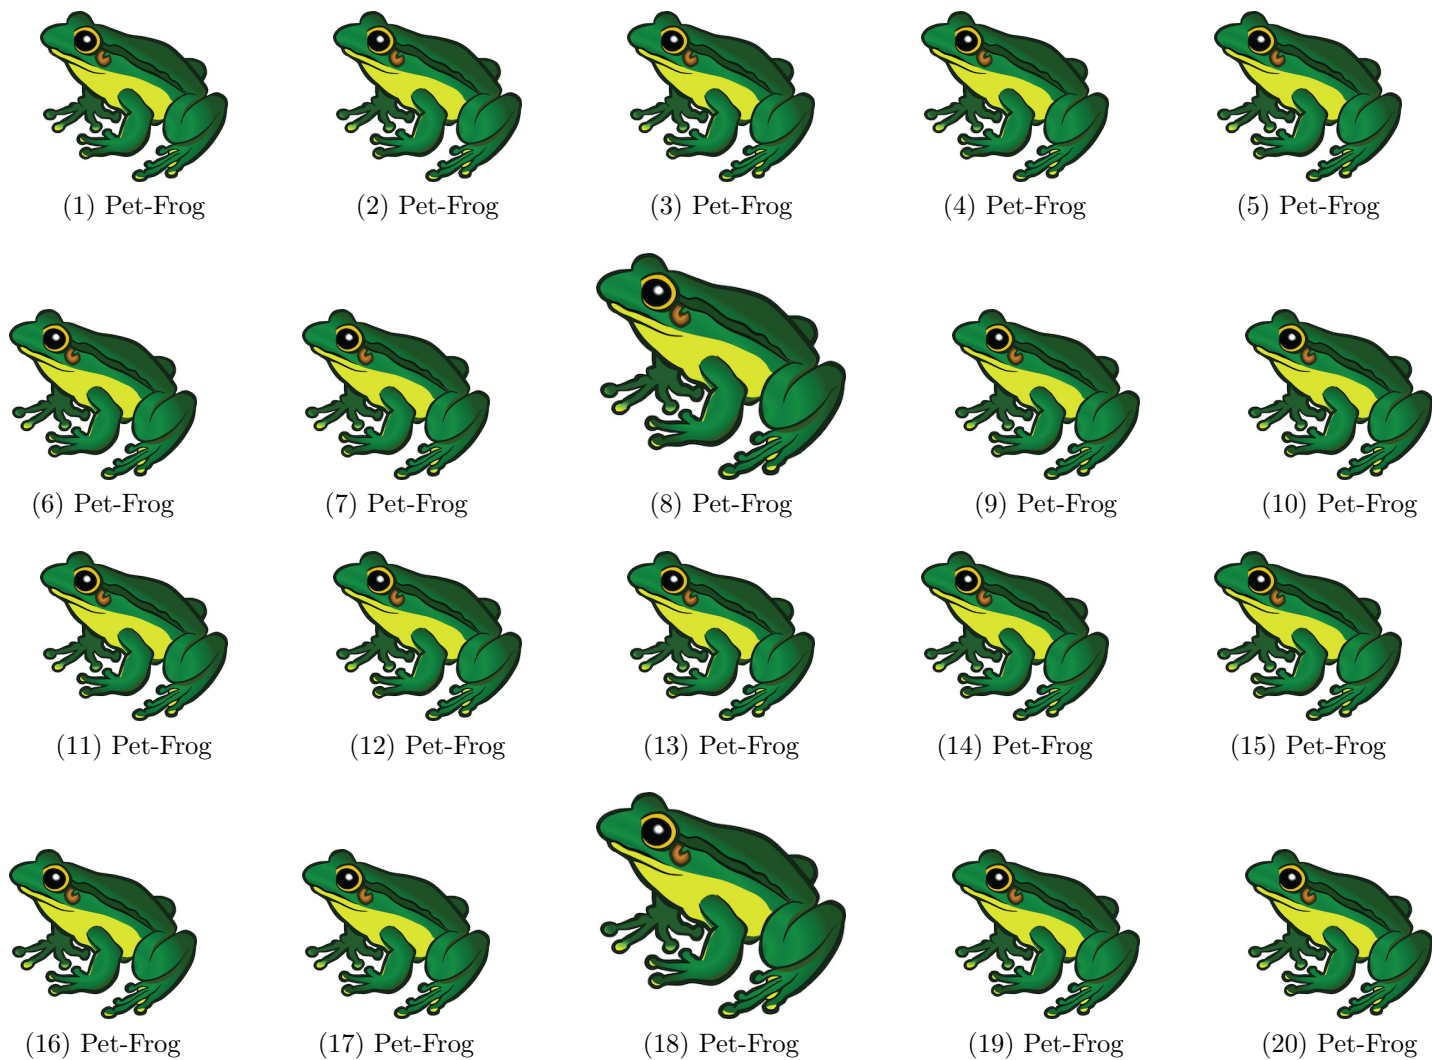 (1) Pet-Frog
(2) Pet-Frog
(3) Pet-Frog
(4) Pet-Frog
(5) Pet-Frog
(6) Pet-Frog
(7) Pet-Frog
(8) Pet-Frog
(9) Pet-Frog
(10) Pet-Frog
(11) Pet-Frog
(12) Pet-Frog
(13) Pet-Frog
(14) Pet-Frog
(15) Pet-Frog
(16) Pet-Frog
(17) Pet-Frog
(18) Pet-Frog
(19) Pet-Frog
(20) Pet-Frog